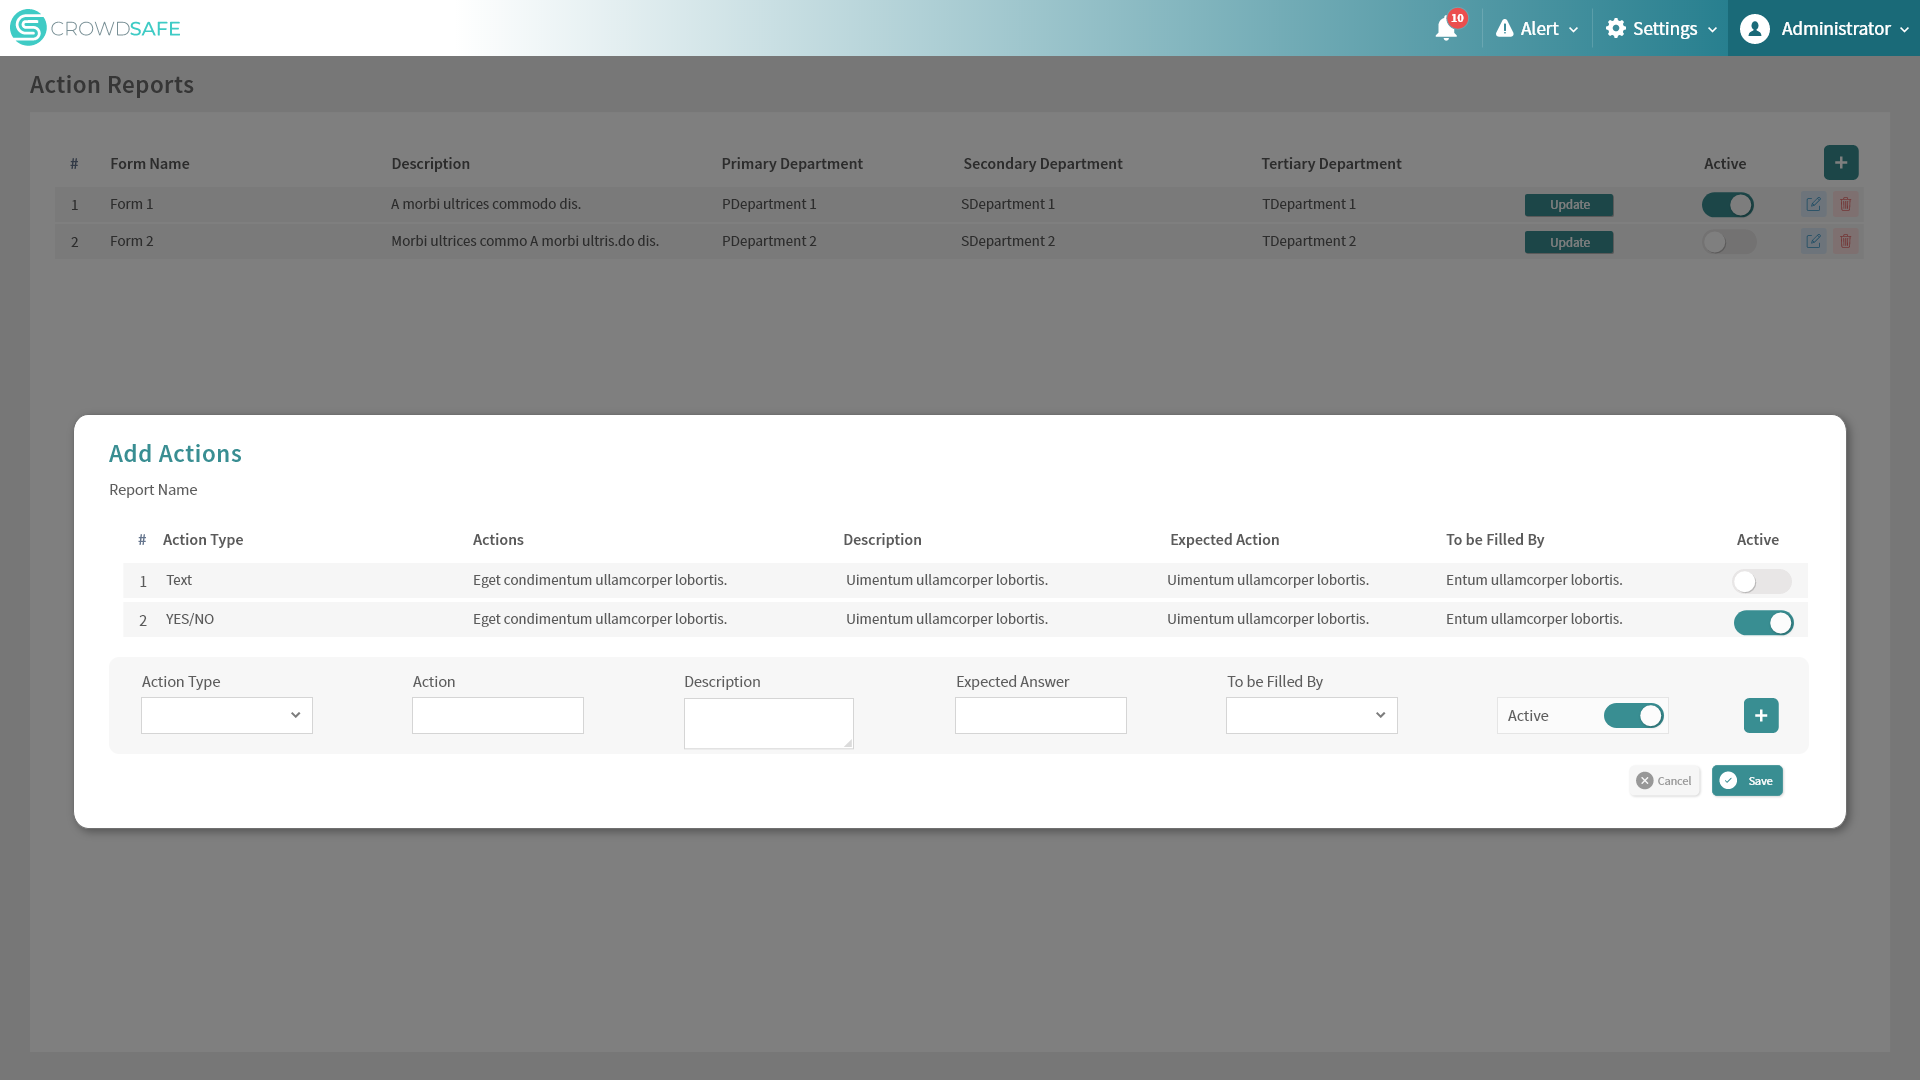 CROWDSAFE
10
Alert
Settings
Administrator
Action Reports
# Form Name Description Primary Department Secondary Department Tertiary Department Active +
1 Form 1 A morbi ultrices commodo dis. PDepartment 1 SDepartment 1 TDepartment 1 Update
2 Form 2 Morbi ultrices commo A morbi ultris.do dis. PDepartment 2 SDepartment 2 TDepartment 2 Update
Add Actions
Report Name
# Action Type Actions Description Expected Action To be Filled By Active
1 Text Eget condimentum ullamcorper lobortis. Uimentum ullamcorper lobortis. Uimentum ullamcorper lobortis. Entum ullamcorper lobortis.
2 YES/NO Eget condimentum ullamcorper lobortis. Uimentum ullamcorper lobortis. Uimentum ullamcorper lobortis. Entum ullamcorper lobortis.
Action Type Action Description Expected Answer To be Filled By
Active +
Cancel Save